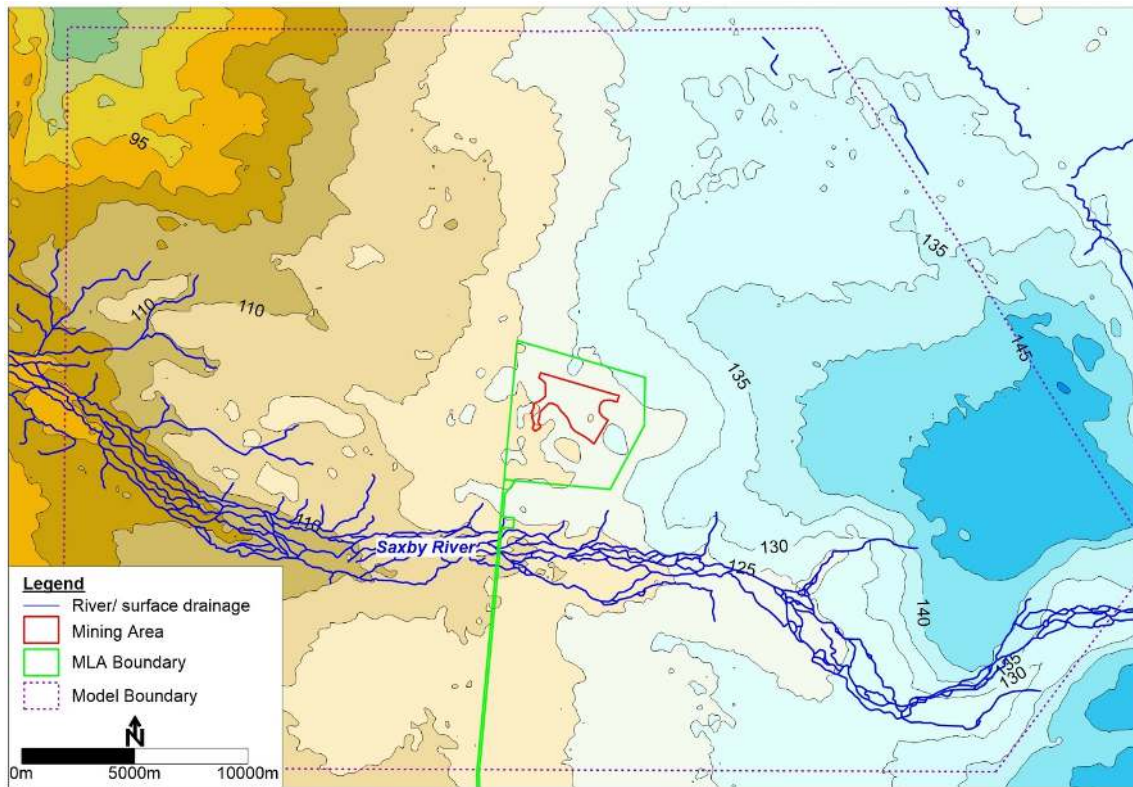 95
135
110
110
145
135
110
Saxby River
130
125
140
135
130
Legend
River/ surface drainage
Mining Area
MLA Boundary
Model Boundary
N
0m 5000m 10000m